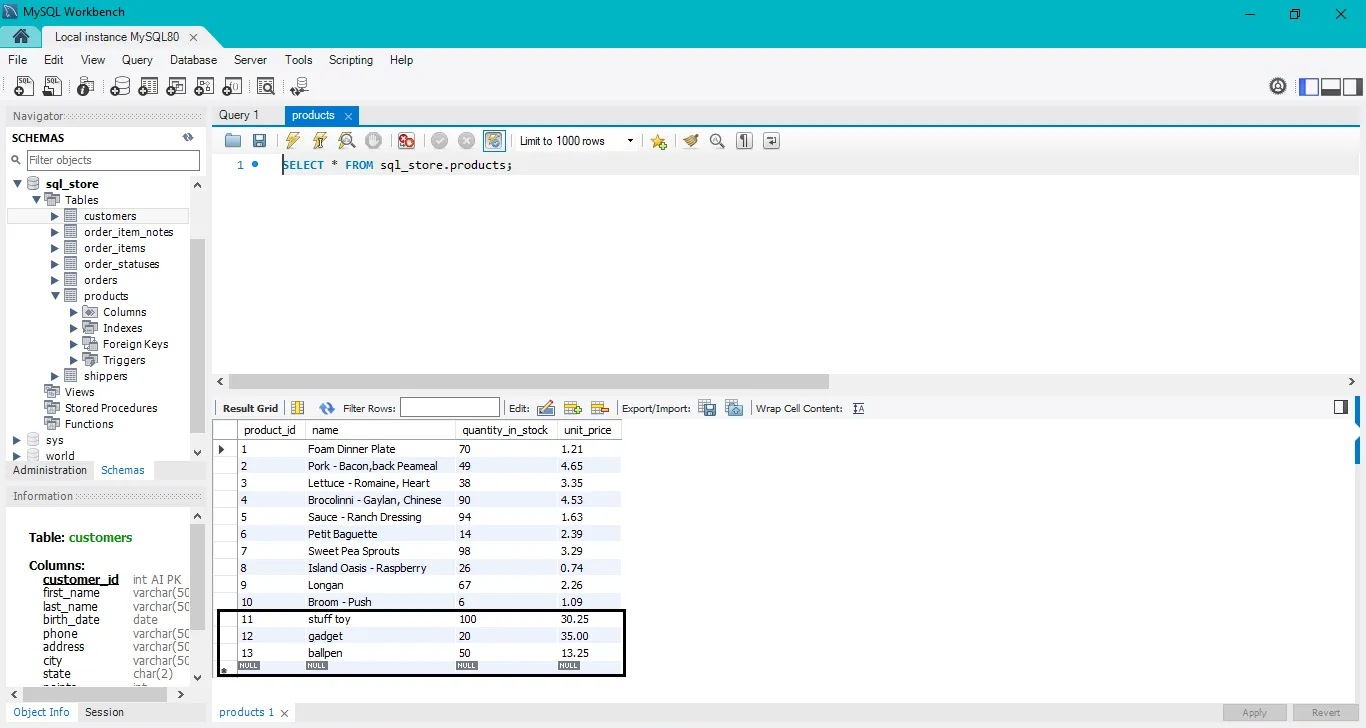 MySQL Workbench
Local instance MySQL80
File Edit View Query Database Server Tools Scripting Help
Navigator
SCHEMAS
Filter objects
sql_store
Tables
customers
order_item_notes
order_items
order_statuses
orders
products
Columns
Indexes
Foreign Keys
Triggers
shippers
Views
Stored Procedures
Functions
sys
world
Administration Schemas
Information
Table: customers
Columns:
customer_id int AI PK
first_name varchar(50
last_name varchar(50
birth_date date
phone varchar(50
address varchar(50
city varchar(50
state char(2)
points int
Object Info Session
Query 1 products
Limit to 1000 rows
1 SELECT * FROM sql_store.products;
Result Grid Filter Rows: Edit: Export/Import: Wrap Cell Content:
product_id name quantity_in_stock unit_price
1 Foam Dinner Plate 70 1.21
2 Pork - Bacon,back Peameal 49 4.65
3 Lettuce - Romaine, Heart 38 3.35
4 Brocolinni - Gaylan, Chinese 90 4.53
5 Sauce - Ranch Dressing 94 1.63
6 Petit Baguette 14 2.39
7 Sweet Pea Sprouts 98 3.29
8 Island Oasis - Raspberry 26 0.74
9 Longan 67 2.26
10 Broom - Push 6 1.09
11 stuff toy 100 30.25
12 gadget 20 35.00
13 ballpen 50 13.25
NULL NULL NULL NULL
products 1
Apply Revert